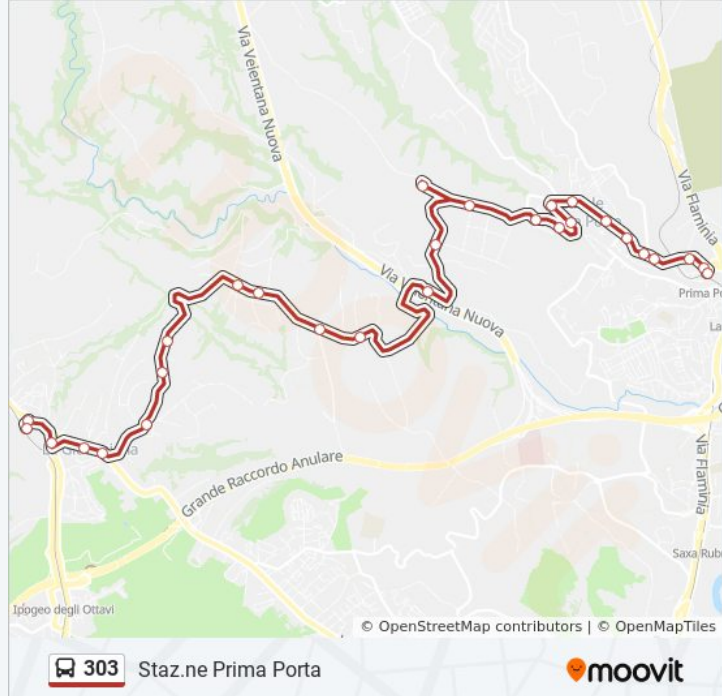 Via Veientana Nuova
Via Flaminia
Via Veientana Nuova
Prima P
La
Grande Raccordo Anulare
Via Flaminia
Saxa Rub
Ipogeo degli Ottavi
© OpenStreetMap contributors | © OpenMapTiles
303 Staz.ne Prima Porta
moovit